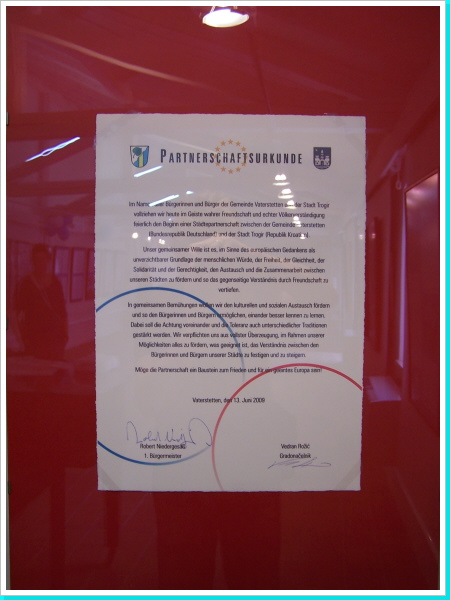 PARTNERSCHAFTSURKUNDE
Im Namen der Bürgerinnen und Bürger der Gemeinde Vaterstetten und der Stadt Trogir
vollziehen wir heute im Geiste wahrer Freundschaft und echter Völkerverständigung
feierlich den Beginn einer Städtepartnerschaft zwischen der Gemeinde Vaterstetten
(Bundesrepublik Deutschland) und der Stadt Trogir (Republik Kroatien).
Unser gemeinsamer Wille ist es, im Sinne des europäischen Gedankens als
unverzichtbarer Grundlage der menschlichen Würde, der Freiheit, der Gleichheit, der
Solidarität und der Gerechtigkeit, den Austausch und die Zusammenarbeit zwischen
unseren Städten zu fördern und so das gegenseitige Verständnis durch Freundschaft zu
vertiefen.
In gemeinsamen Bemühungen wollen wir den kulturellen und sozialen Austausch fördern
und so den Bürgerinnen und Bürgern ermöglichen, einander besser kennen zu lernen.
Dabei soll die Achtung voreinander und die Toleranz auch unterschiedlicher Traditionen
gestärkt werden. Wir verpflichten uns aus vollster Überzeugung, im Rahmen unserer
Möglichkeiten alles zu fördern, was geeignet ist, das Verständnis zwischen den
Bürgerinnen und Bürgern unserer Städte zu festigen und zu steigern.
Möge die Partnerschaft ein Baustein zum Frieden und für ein geeintes Europa sein!
Vaterstetten, den 13. Juni 2009
Robert Niedergesäß
1. Bürgermeister
Vedran Rožić
Gradonačelnik